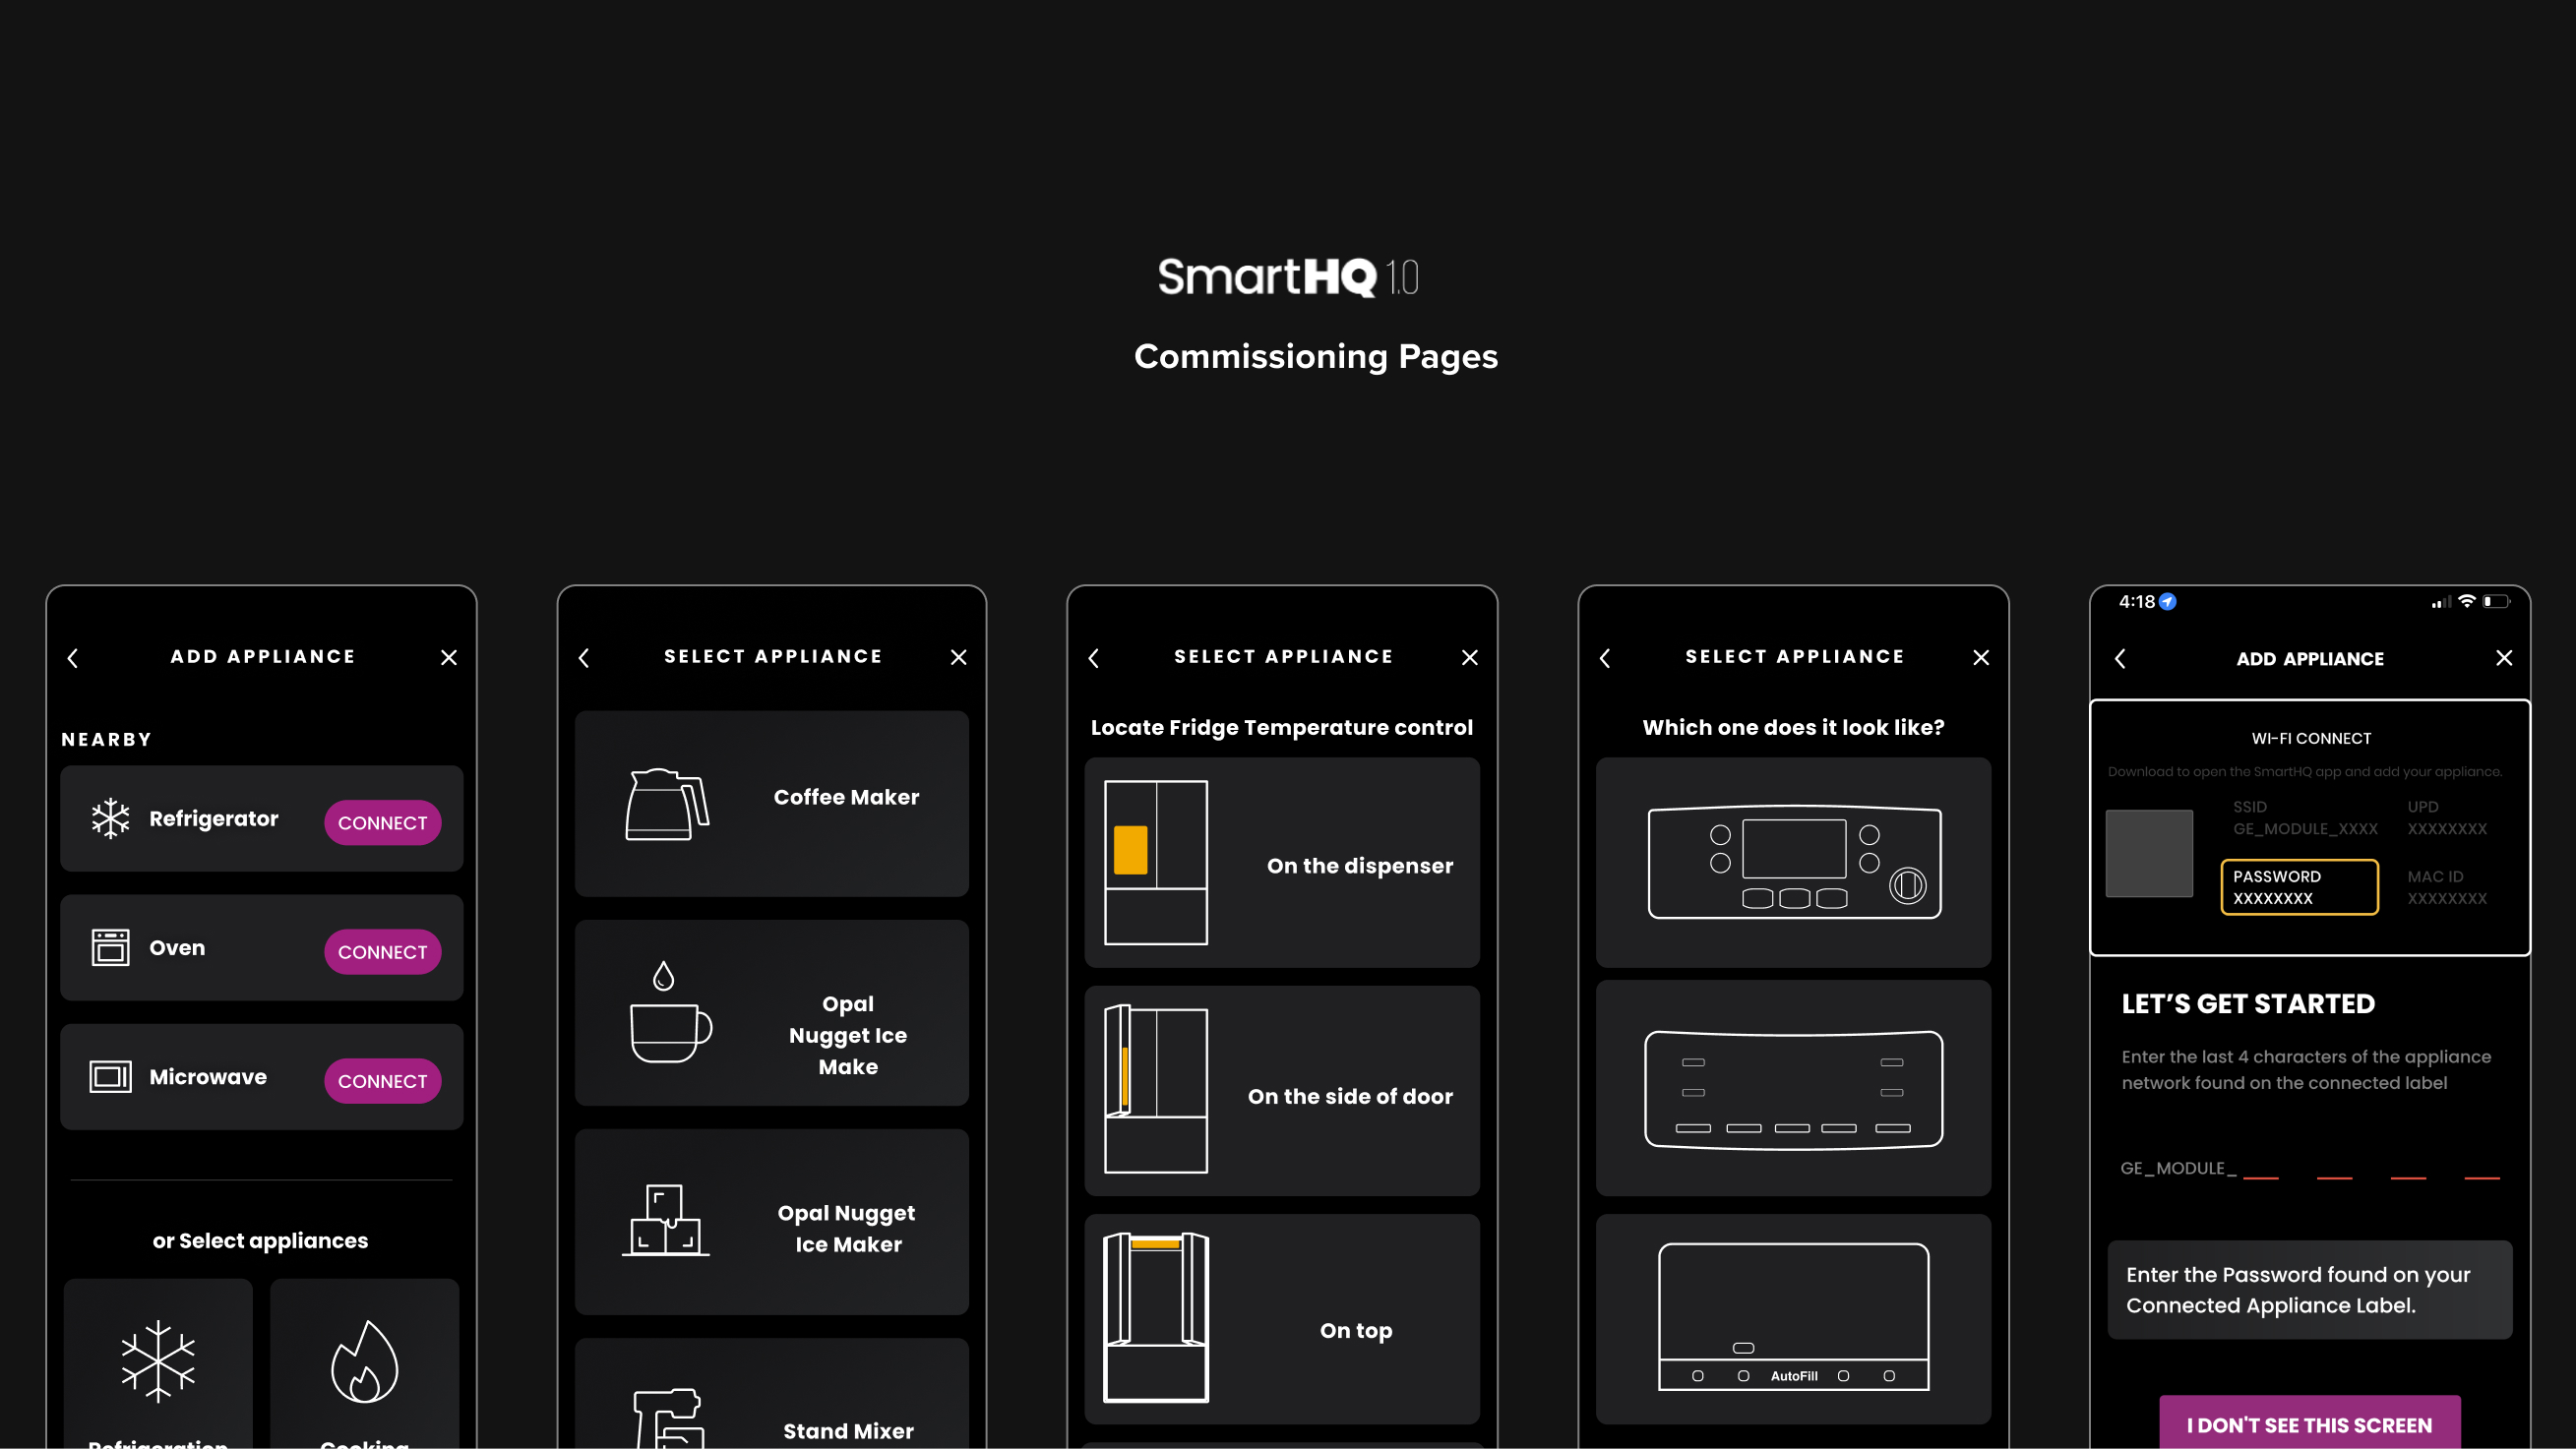 SmartHQ 1.0
Commissioning Pages
ADD APPLIANCE
NEARBY
Refrigerator
CONNECT
Oven
CONNECT
Microwave
CONNECT
or Select appliances
Refrigeration
Cooking
SELECT APPLIANCE
Coffee Maker
Opal
Nugget Ice
Make
Opal Nugget
Ice Maker
Stand Mixer
SELECT APPLIANCE
Locate Fridge Temperature control
On the dispenser
On the side of door
On top
SELECT APPLIANCE
Which one does it look like?
AutoFill
4:18
ADD APPLIANCE
WI-FI CONNECT
Download to open the SmartHQ app and add your appliance.
SSID
GE_MODULE_XXXX
UPD
XXXXXXXX
PASSWORD
XXXXXXXX
MAC ID
XXXXXXXX
LET'S GET STARTED
Enter the last 4 characters of the appliance
network found on the connected label
GE_MODULE_
Enter the Password found on your
Connected Appliance Label.
I DON'T SEE THIS SCREEN